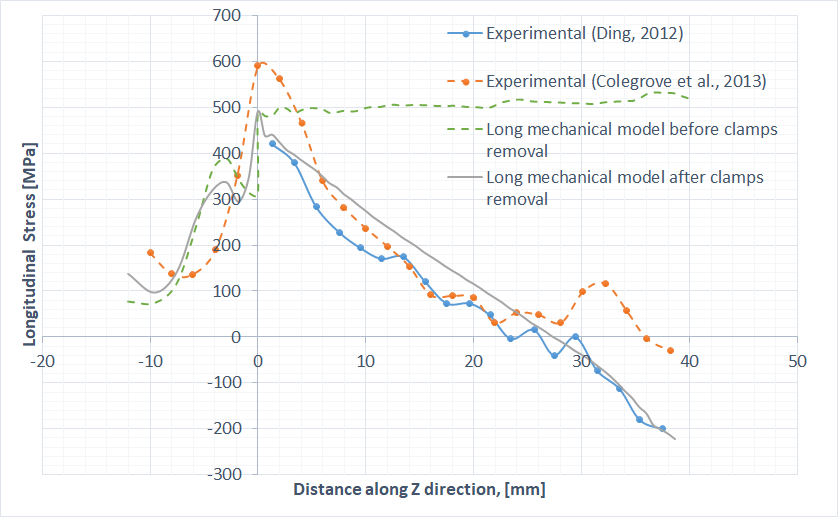 700
600
500
400
300
200
100
0
-100
-200
-300
-20
-10
0
10
20
30
40
50
Longitudinal Stress [MPa]
Distance along Z direction, [mm]
Experimental (Ding, 2012)
Experimental (Colegrove et al., 2013)
Long mechanical model before clamps
removal
Long mechanical model after clamps
removal